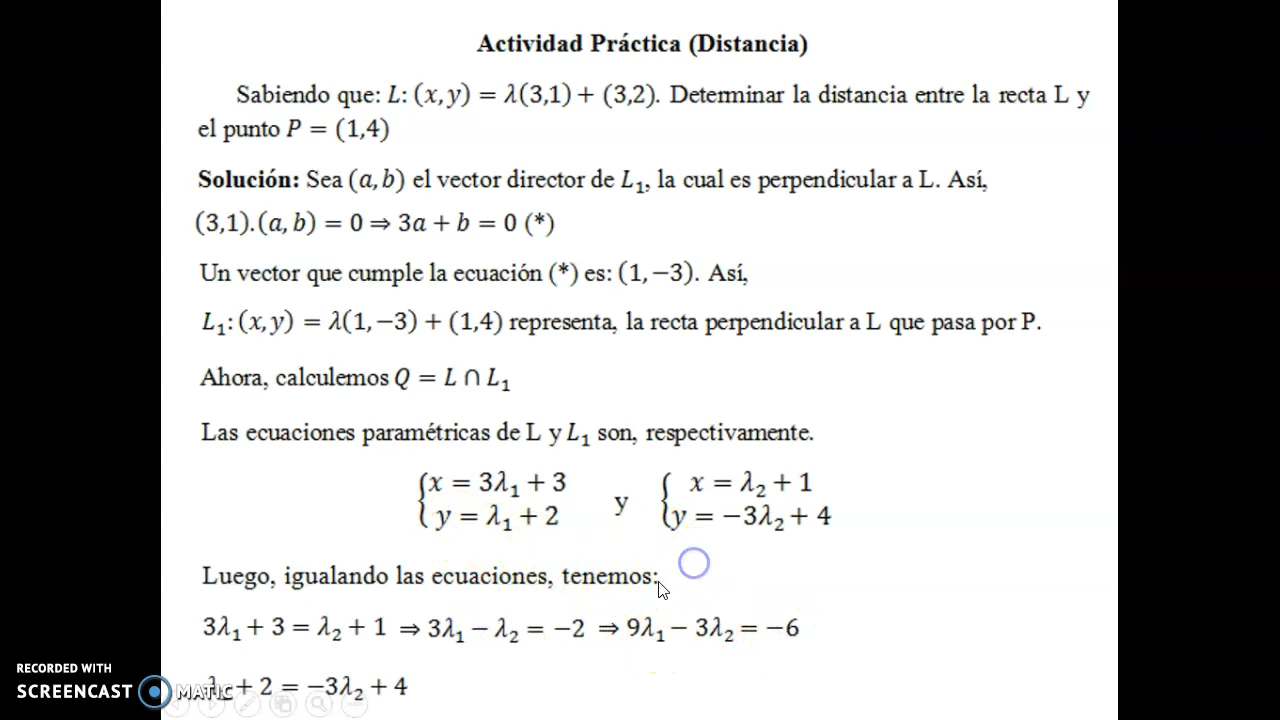 Actividad Práctica (Distancia)
Sabiendo que: L: (x, y) = λ(3,1) + (3,2). Determinar la distancia entre la recta L y
el punto P = (1,4)
Solución: Sea (a, b) el vector director de L₁, la cual es perpendicular a L. Así,
(3,1).(a, b) = 0 ⇒ 3a + b = 0 (*)
Un vector que cumple la ecuación (*) es: (1, −3). Así,
L₁: (x, y) = λ(1, −3) + (1,4) representa, la recta perpendicular a L que pasa por P.
Ahora, calculemos Q = L ∩ L₁
Las ecuaciones paramétricas de L y L₁ son, respectivamente.
{x = 3λ₁ + 3 y { x = λ₂ + 1
y = λ₁ + 2 y = −3λ₂ + 4
Luego, igualando las ecuaciones, tenemos:
3λ₁ + 3 = λ₂ + 1 ⇒ 3λ₁ − λ₂ = −2 ⇒ 9λ₁ − 3λ₂ = −6
+ 2 = −3λ₂ + 4
RECORDED WITH
SCREENCAST MATIC